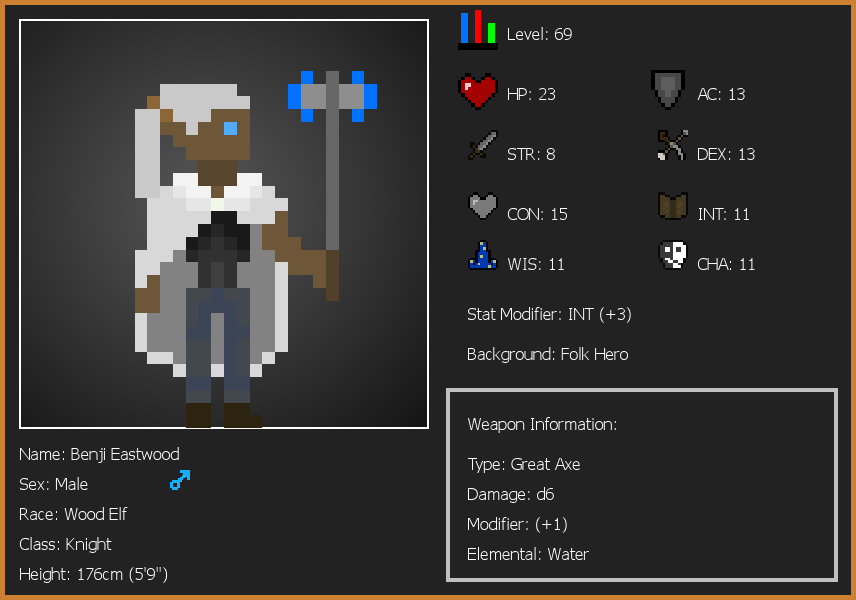 Level: 69
HP: 23
AC: 13
STR: 8
DEX: 13
CON: 15
INT: 11
WIS: 11
CHA: 11
Stat Modifier: INT (+3)
Background: Folk Hero
Weapon Information:
Type: Great Axe
Damage: d6
Modifier: (+1)
Elemental: Water
Name: Benji Eastwood
Sex: Male
Race: Wood Elf
Class: Knight
Height: 176cm (5'9")